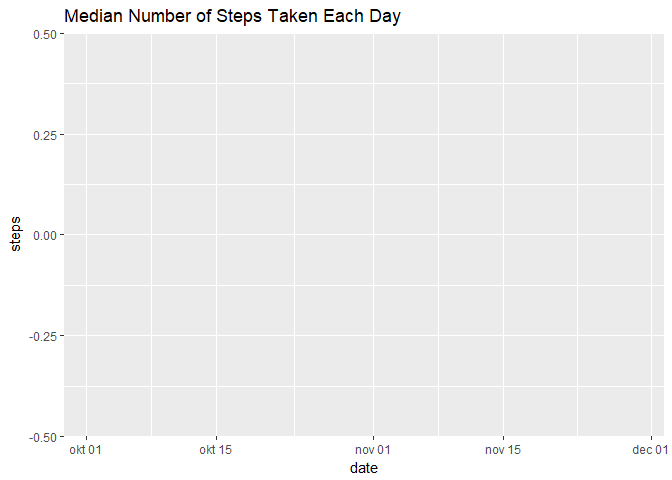 Median Number of Steps Taken Each Day
0.50
0.25
0.00
-0.25
-0.50
steps
okt 01 okt 15 nov 01 nov 15 dec 01
date